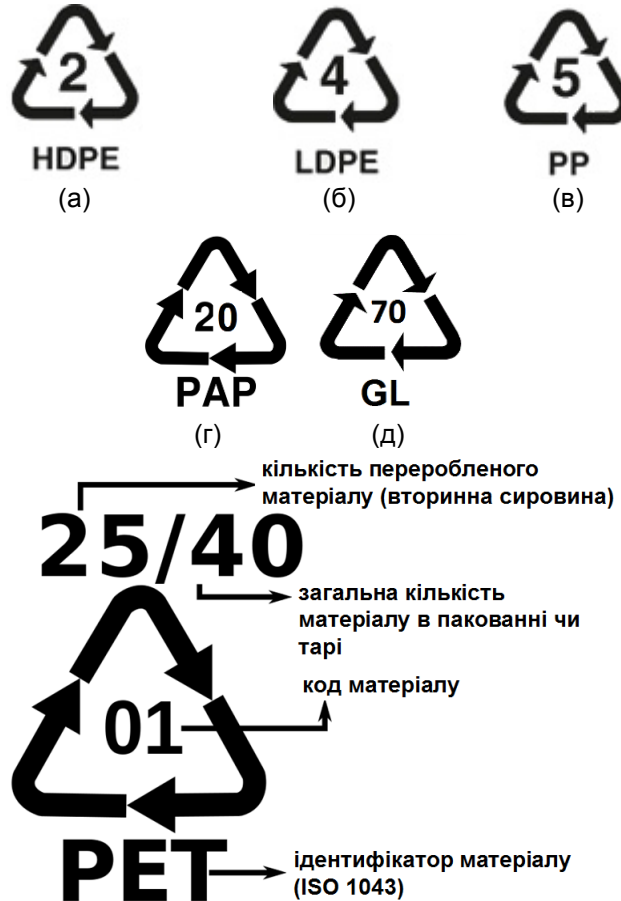 2
4
5
HDPE
LDPE
PP
(а)
(б)
(в)
20
70
PAP
GL
(г)
(д)
кількість переробленого
матеріалу (вторинна сировина)
25/40
загальна кількість
матеріалу в пакованні чи
тарі
код матеріалу
01
PET
ідентифікатор матеріалу
(ISO 1043)